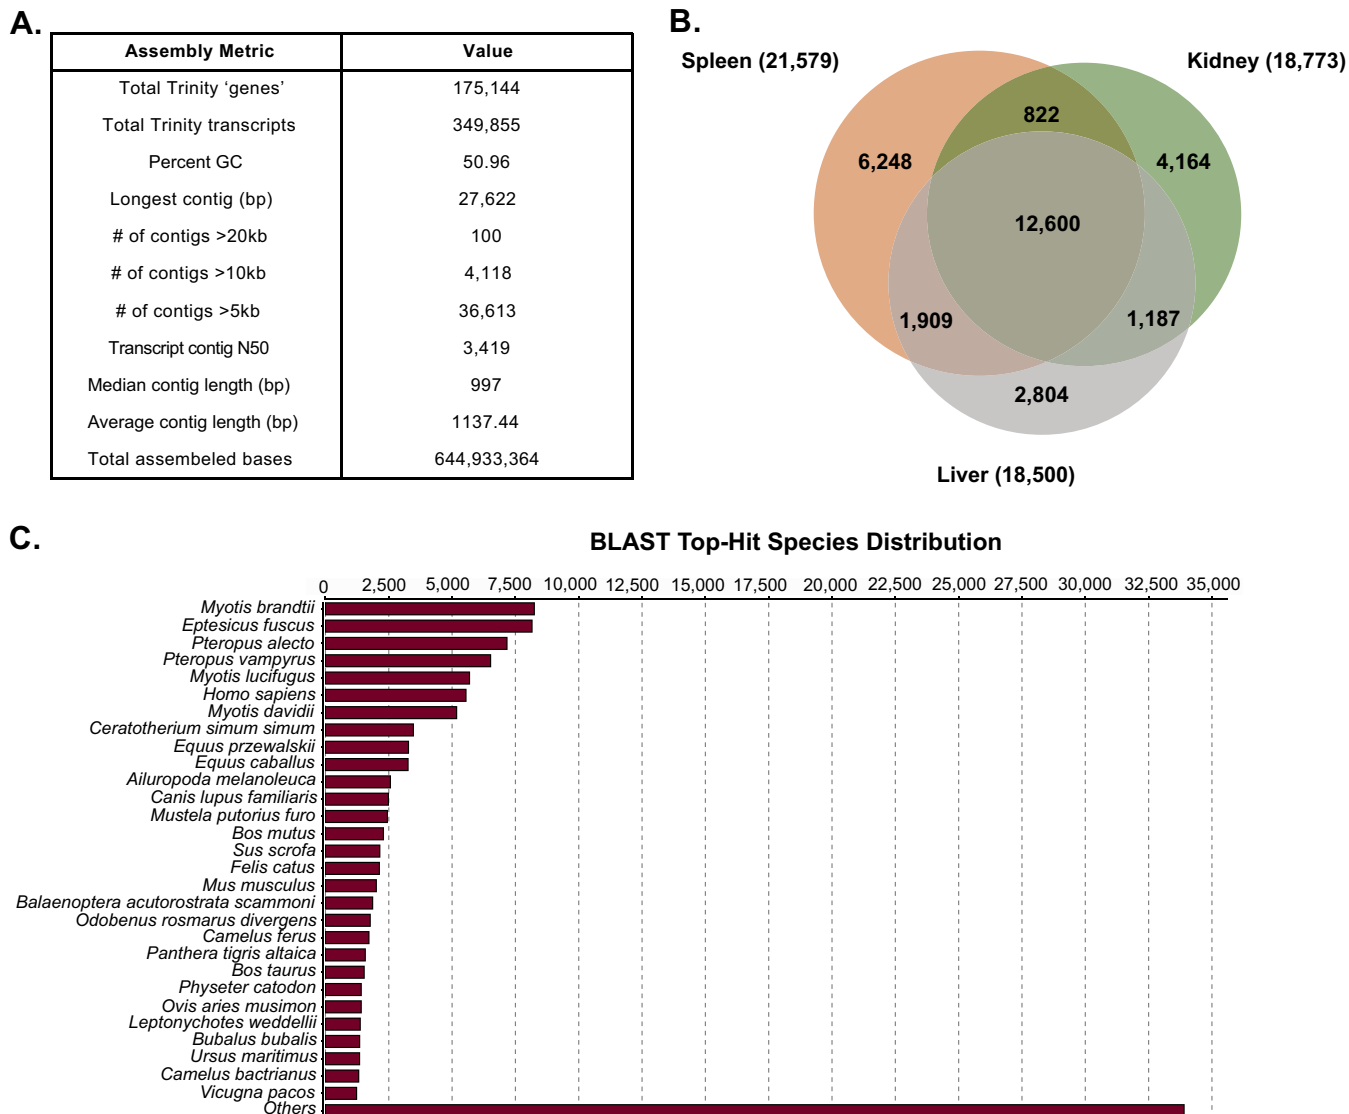 A.
Assembly Metric Value
Total Trinity ‘genes’ 175,144
Total Trinity transcripts 349,855
Percent GC 50.96
Longest contig (bp) 27,622
# of contigs >20kb 100
# of contigs >10kb 4,118
# of contigs >5kb 36,613
Transcript contig N50 3,419
Median contig length (bp) 997
Average contig length (bp) 1137.44
Total assembeled bases 644,933,364
B.
Spleen (21,579) Kidney (18,773)
822
6,248 4,164
12,600
1,909 1,187
2,804
Liver (18,500)
C.
BLAST Top-Hit Species Distribution
0 2,500 5,000 7,500 10,000 12,500 15,000 17,500 20,000 22,500 25,000 27,500 30,000 32,500 35,000
Myotis brandtii
Eptesicus fuscus
Pteropus alecto
Pteropus vampyrus
Myotis lucifugus
Homo sapiens
Myotis davidii
Ceratotherium simum simum
Equus przewalskii
Equus caballus
Ailuropoda melanoleuca
Canis lupus familiaris
Mustela putorius furo
Bos mutus
Sus scrofa
Felis catus
Mus musculus
Balaenoptera acutorostrata scammoni
Odobenus rosmarus divergens
Camelus ferus
Panthera tigris altaica
Bos taurus
Physeter catodon
Ovis aries musimon
Leptonychotes weddellii
Bubalus bubalis
Ursus maritimus
Camelus bactrianus
Vicugna pacos
Others